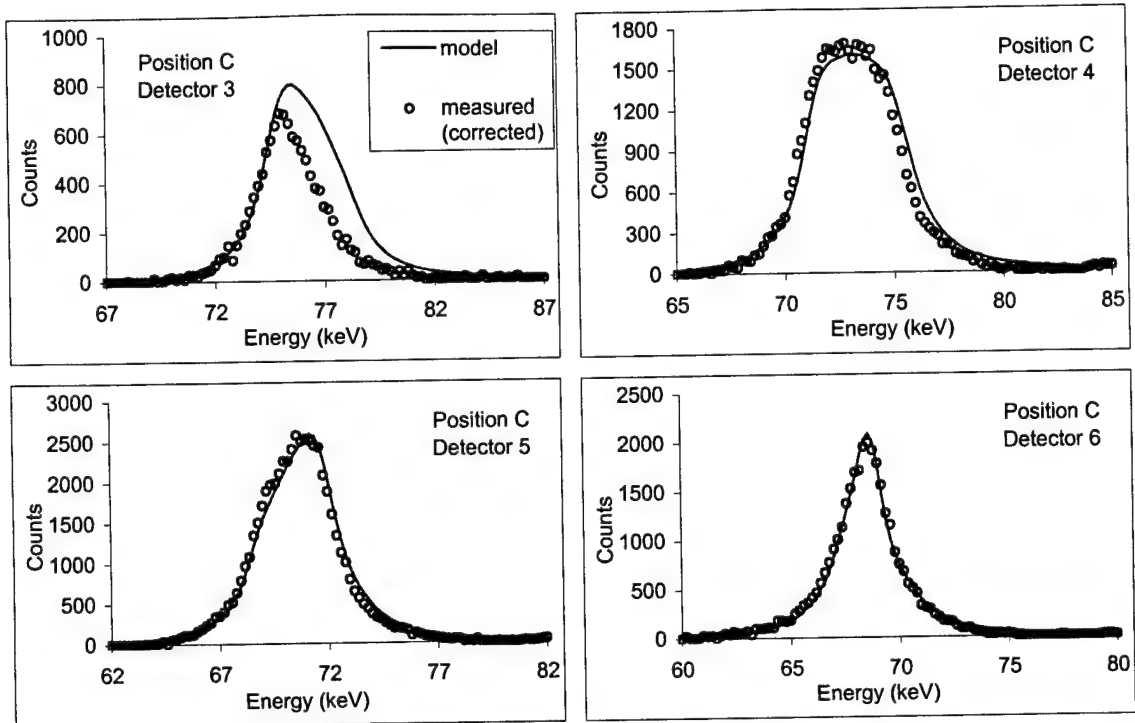 1000
800
600
400
200
0
Counts
Position C
Detector 3
model
measured
(corrected)
67 72 77 82 87
Energy (keV)
1800
1500
1200
900
600
300
0
Counts
Position C
Detector 4
65 70 75 80 85
Energy (keV)
3000
2500
2000
1500
1000
500
0
Counts
Position C
Detector 5
62 67 72 77 82
Energy (keV)
2500
2000
1500
1000
500
0
Counts
Position C
Detector 6
60 65 70 75 80
Energy (keV)